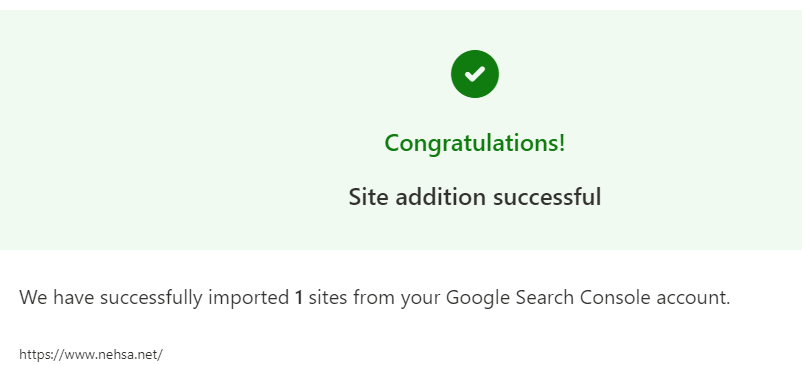 Congratulations!
Site addition successful
We have successfully imported 1 sites from your Google Search Console account.
https://www.nehsa.net/